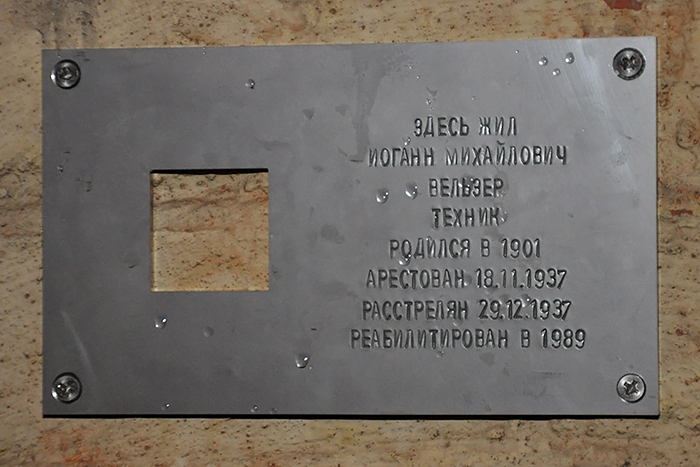 ЗДЕСЬ ЖИЛ
ИОГАНН МИХАЙЛОВИЧ
ВЕЛЬЗЕР
ТЕХНИК
РОДИЛСЯ В 1901
АРЕСТОВАН 18.11.1937
РАССТРЕЛЯН 29.12.1937
РЕАБИЛИТИРОВАН В 1989